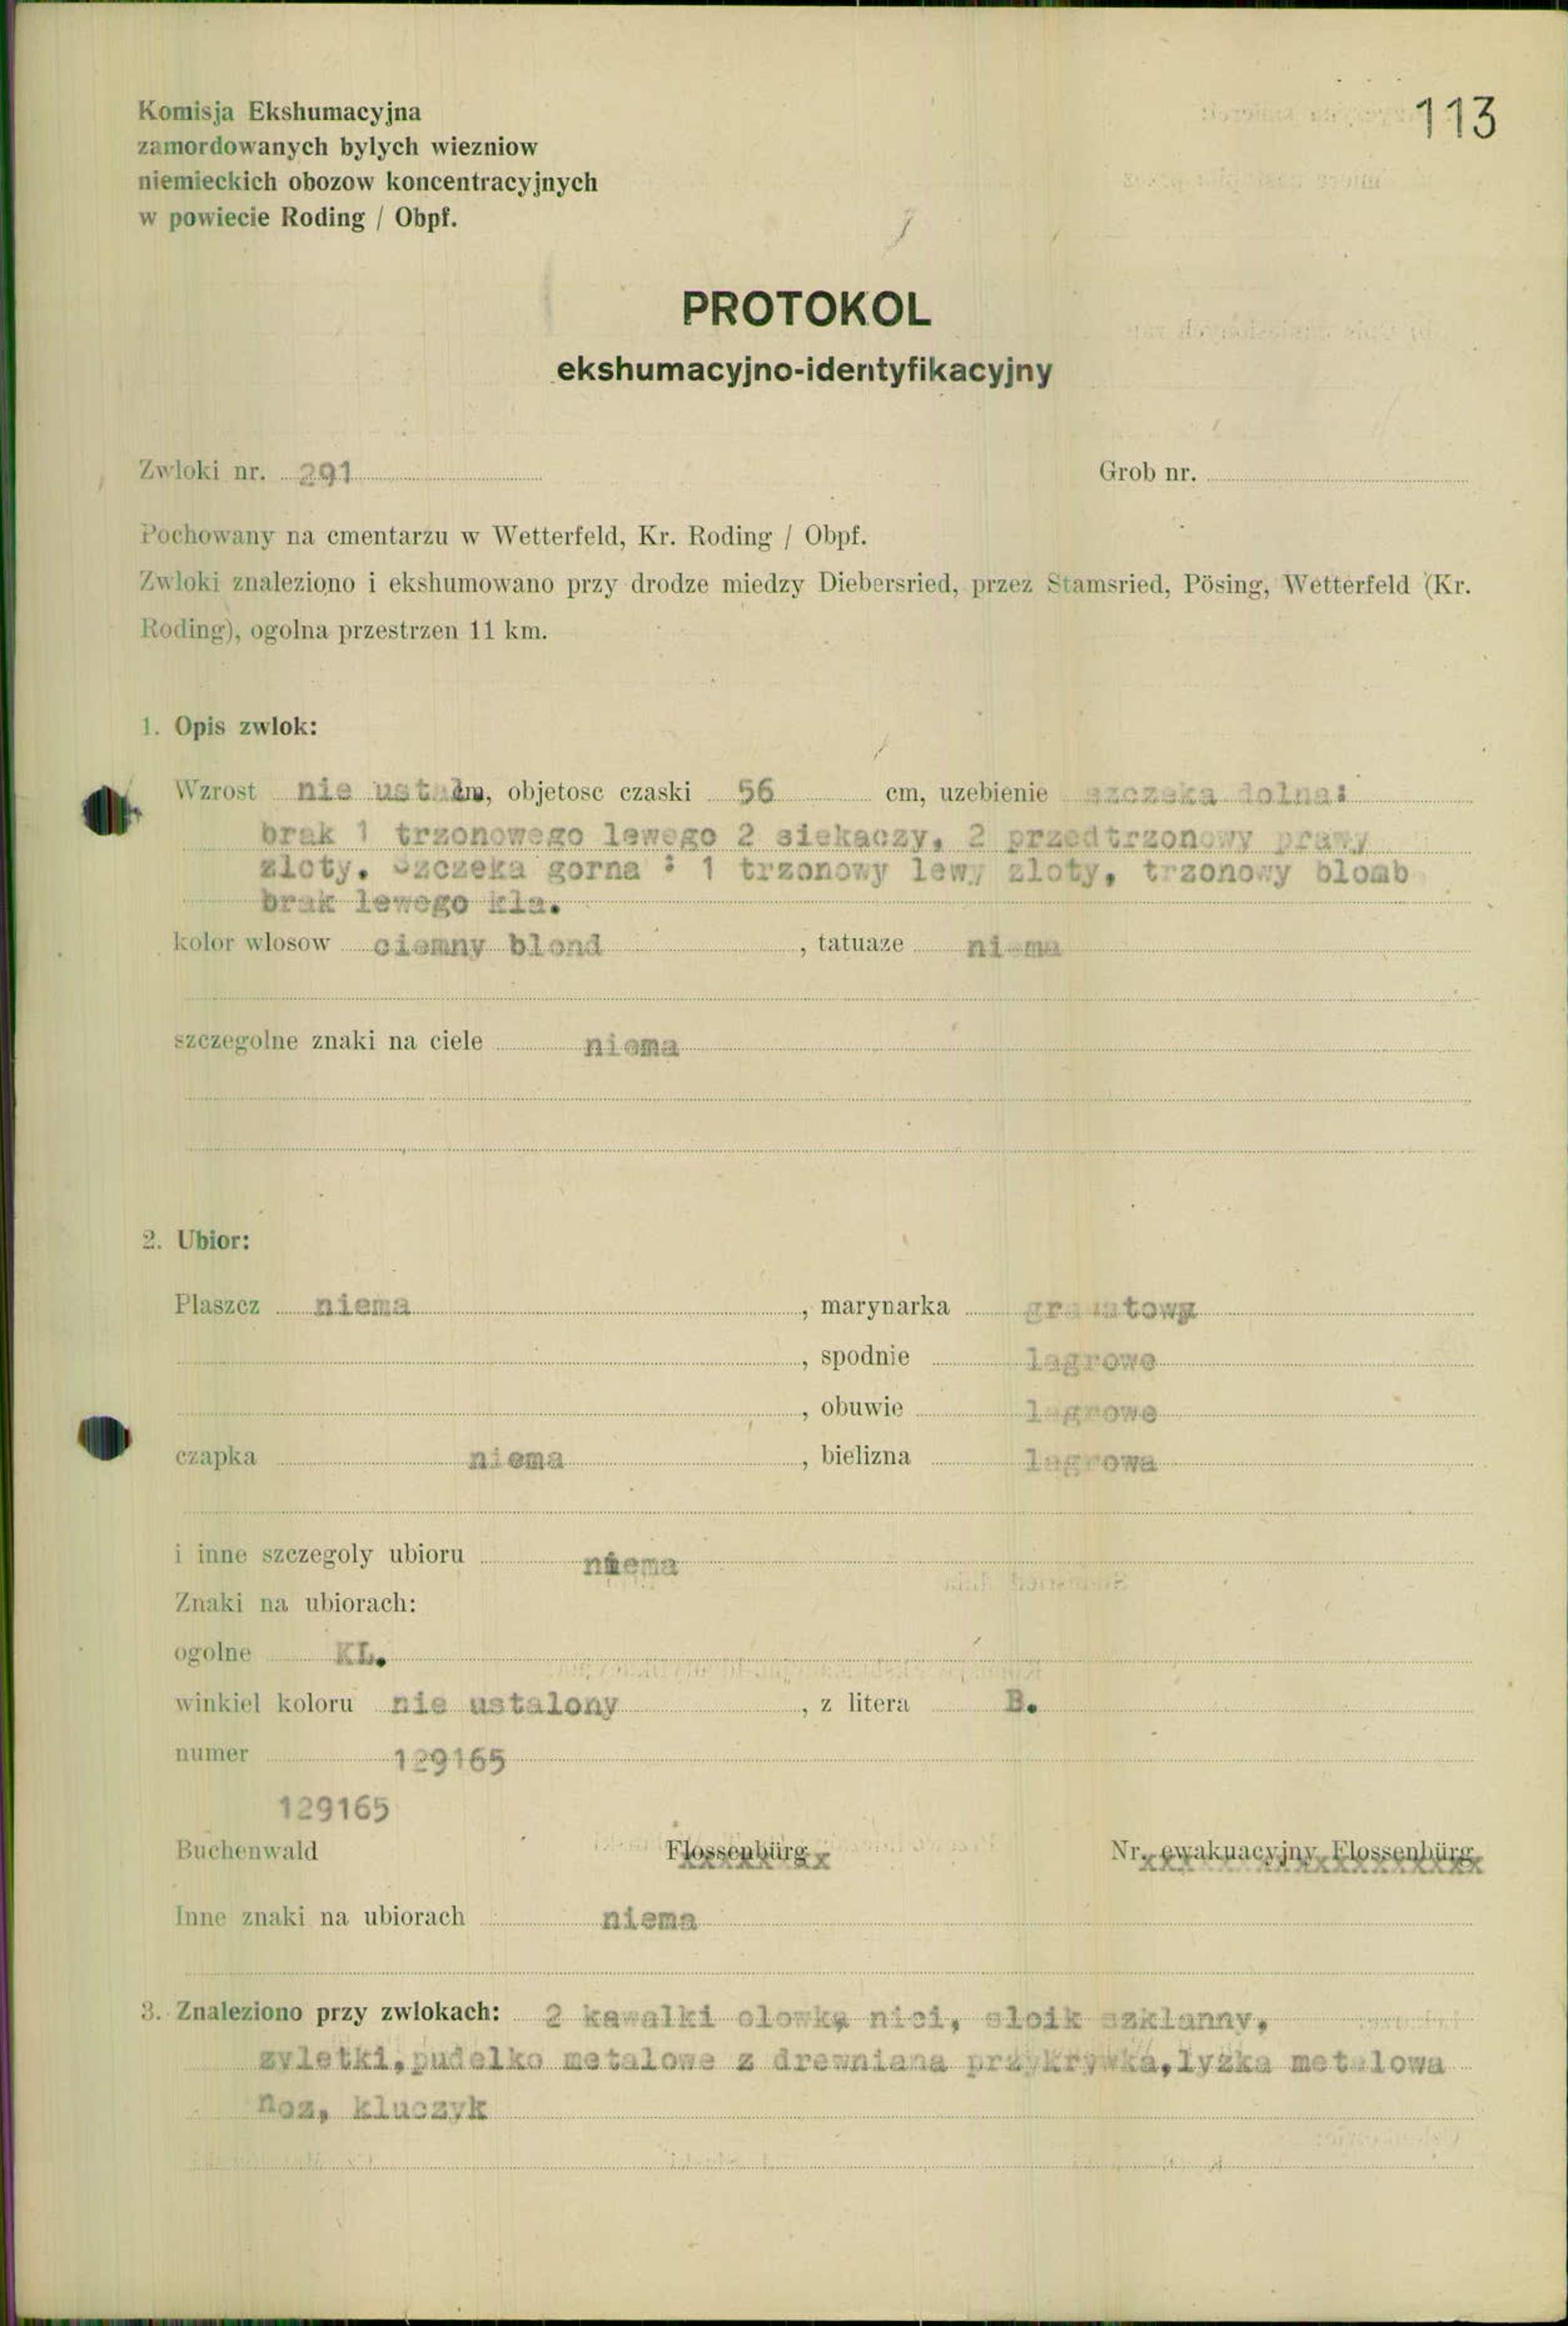 113
Komisja Ekshumacyjna
zamordowanych bylych wiezniow
niemieckich obozow koncentracyjnych
w powiecie Roding / Obpf.
PROTOKOL
ekshumacyjno-identyfikacyjny
Zwloki nr. 291 Grob nr.
Pochowany na cmentarzu w Wetterfeld, Kr. Roding / Obpf.
Zwloki znaleziono i ekshumowano przy drodze miedzy Diebersried, przez Stamsried, Pösing, Wetterfeld (Kr.
Roding), ogolna przestrzen 11 km.
1. Opis zwlok:
Wzrost nie ust. cm, objetosc czaski 56 cm, uzebienie szczeka dolna:
brak 1 trzonowego lewego 2 siekaczy, 2 przedtrzonowy prawy
zloty. Szczeka gorna : 1 trzonowy lewy zloty, trzonowy blomb
brak lewego kla.
kolor wlosow ciemny blond , tatuaze niema
szczegolne znaki na ciele niema
2. Ubior:
Plaszcz niema , marynarka granatowa
, spodnie lagrowe
, obuwie lagrowe
czapka niema , bielizna lagrowa
i inne szczegoly ubioru niema
Znaki na ubiorach:
ogolne KL.
winkiel koloru nie ustalony , z litera B.
numer 129165
129165
Buchenwald Flossenbürg Nr. ewakuacyjny Flossenbürg
Inne znaki na ubiorach niema
3. Znaleziono przy zwlokach: 2 kawalki olowka nici, sloik szklanny,
zyletki, pudelko metalowe z drewniana przykrywka, lyzka metalowa
noz, kluczyk